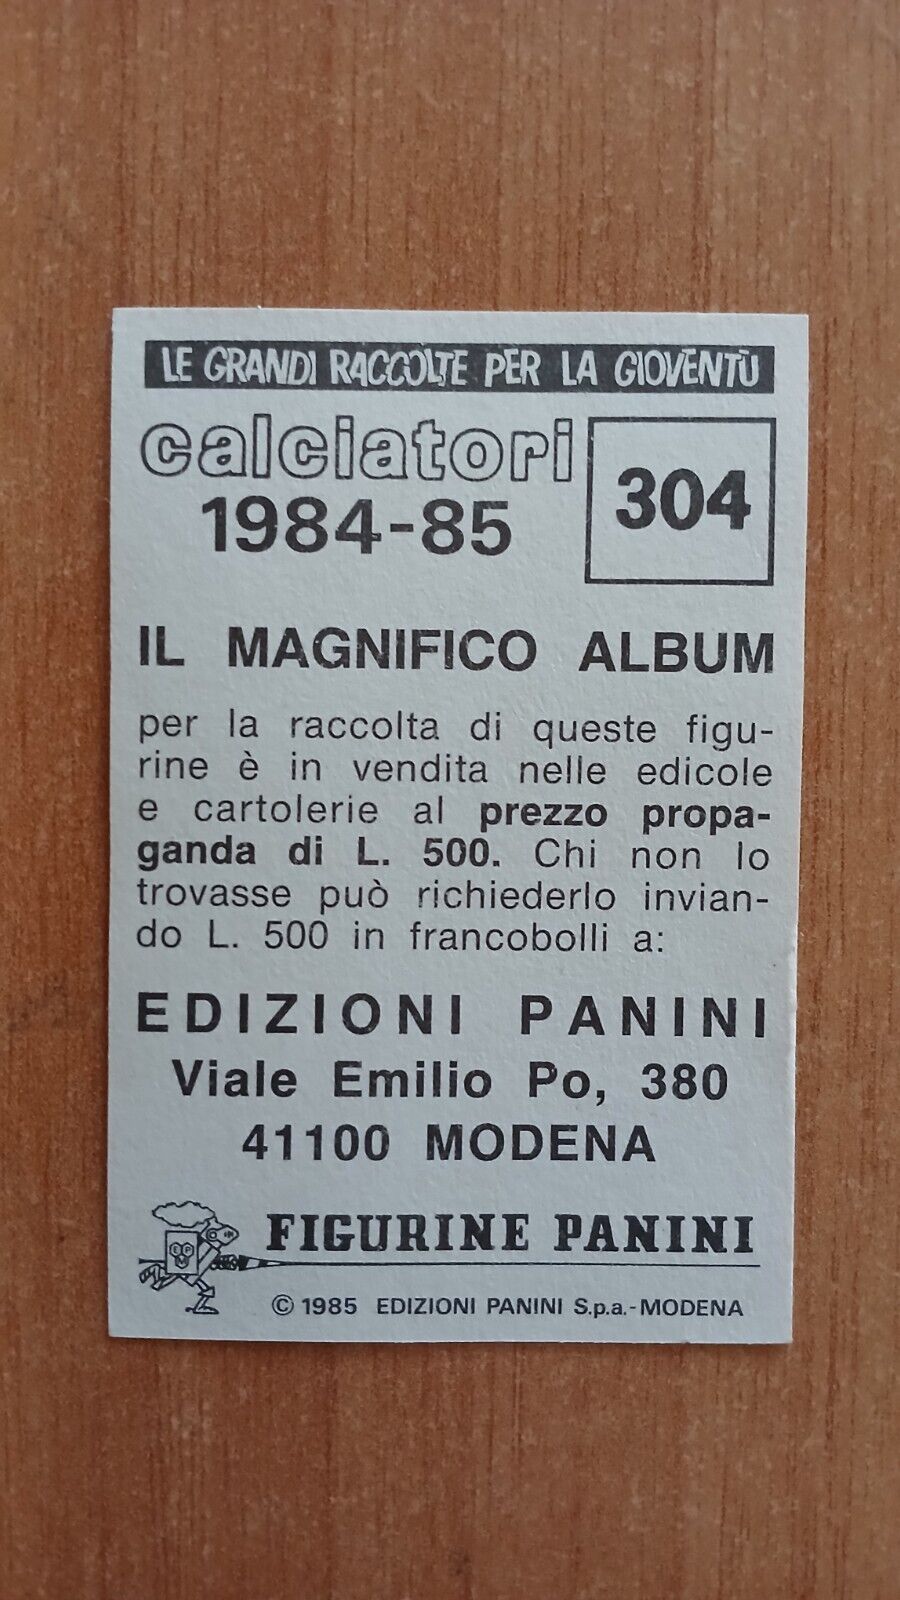 LE GRANDI RACCOLTE PER LA GIOVENTÙ
calciatori
1984-85
304
IL MAGNIFICO ALBUM
per la raccolta di queste figu-
rine è in vendita nelle edicole
e cartolerie al prezzo propa-
ganda di L. 500. Chi non lo
trovasse può richiederlo invian-
do L. 500 in francobolli a:
EDIZIONI PANINI
Viale Emilio Po, 380
41100 MODENA
FIGURINE PANINI
© 1985 EDIZIONI PANINI S.p.a.-MODENA